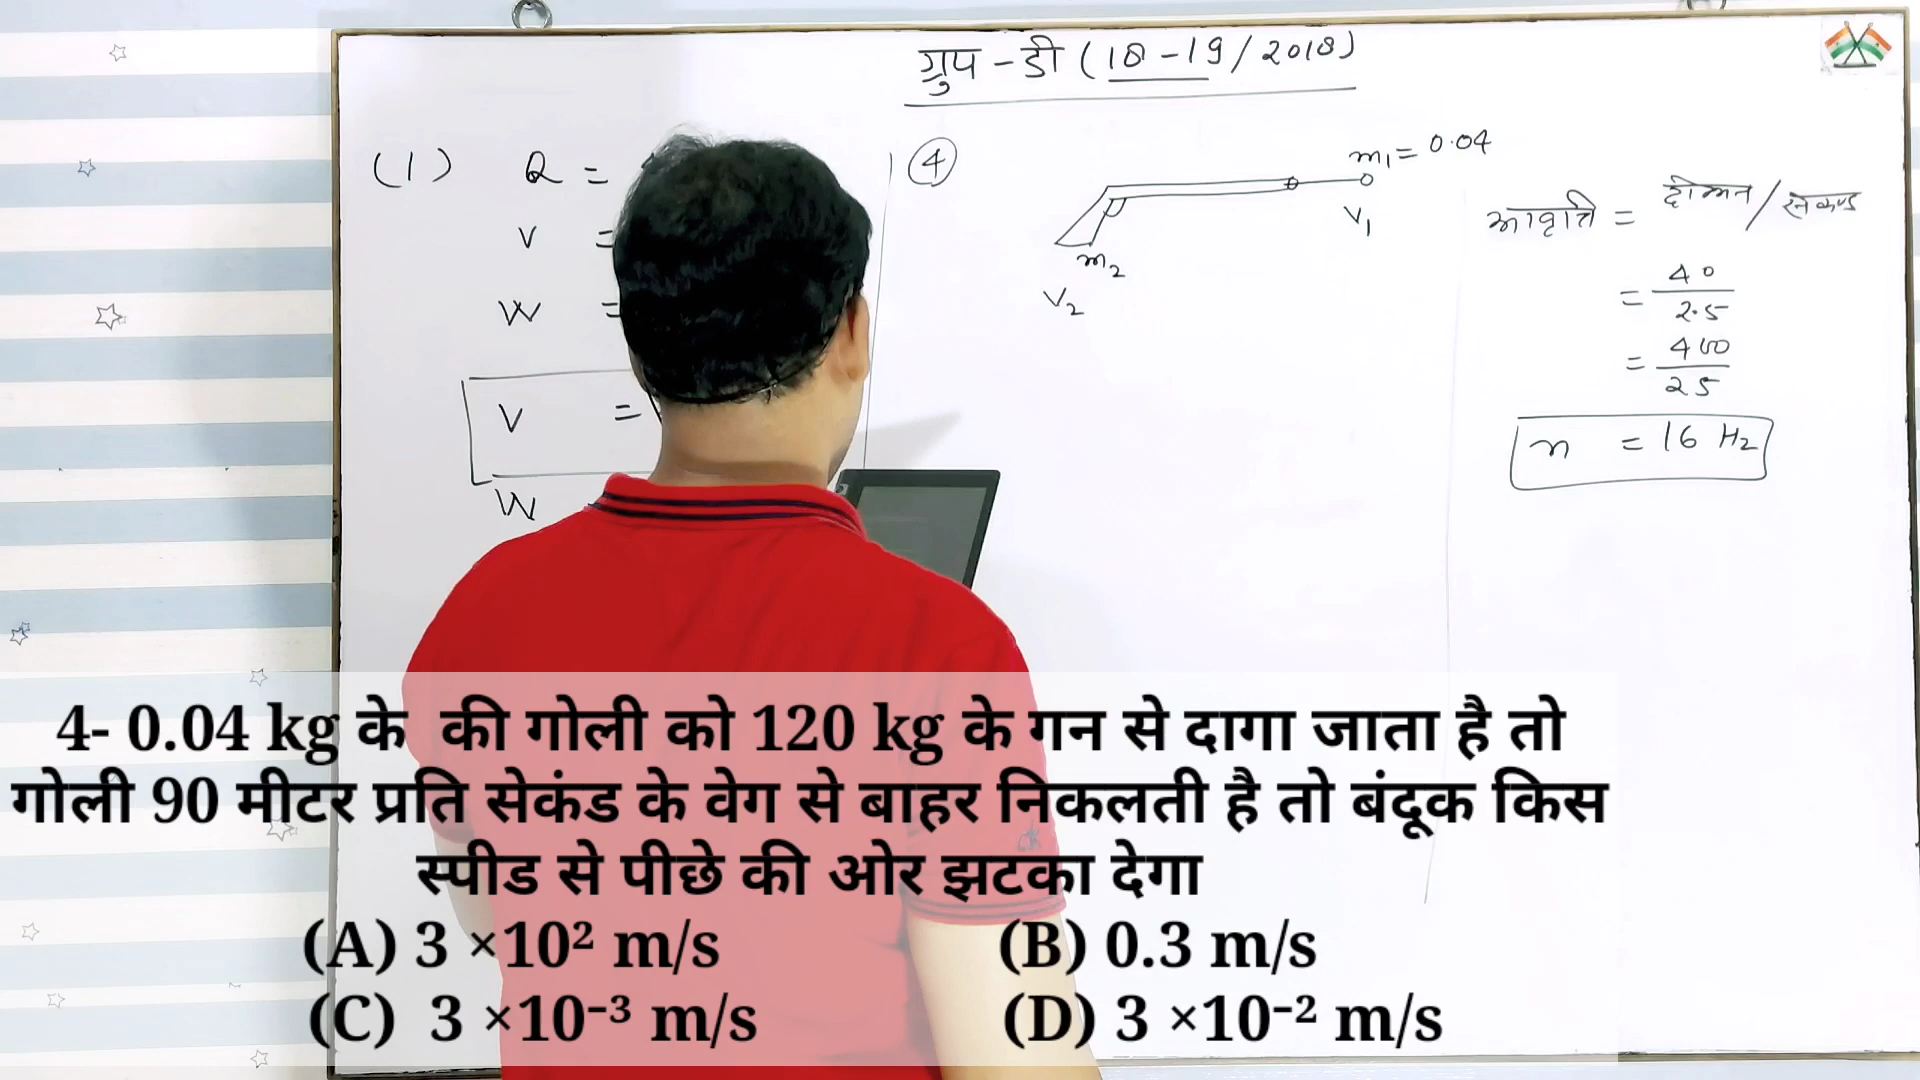 ग्रुप - डी (18-19/2018)
(1) Q =
V =
W =
V =
W
④
m₁ = 0.04
V₁
m₂
V₂
आवृत्ति = दोलन / सेकण्ड
= 40/2.5
= 400/25
n = 16 Hz
4- 0.04 kg के की गोली को 120 kg के गन से दागा जाता है तो
गोली 90 मीटर प्रति सेकंड के वेग से बाहर निकलती है तो बंदूक किस
स्पीड से पीछे की ओर झटका देगा
(A) 3 ×10² m/s (B) 0.3 m/s
(C) 3 ×10⁻³ m/s (D) 3 ×10⁻² m/s